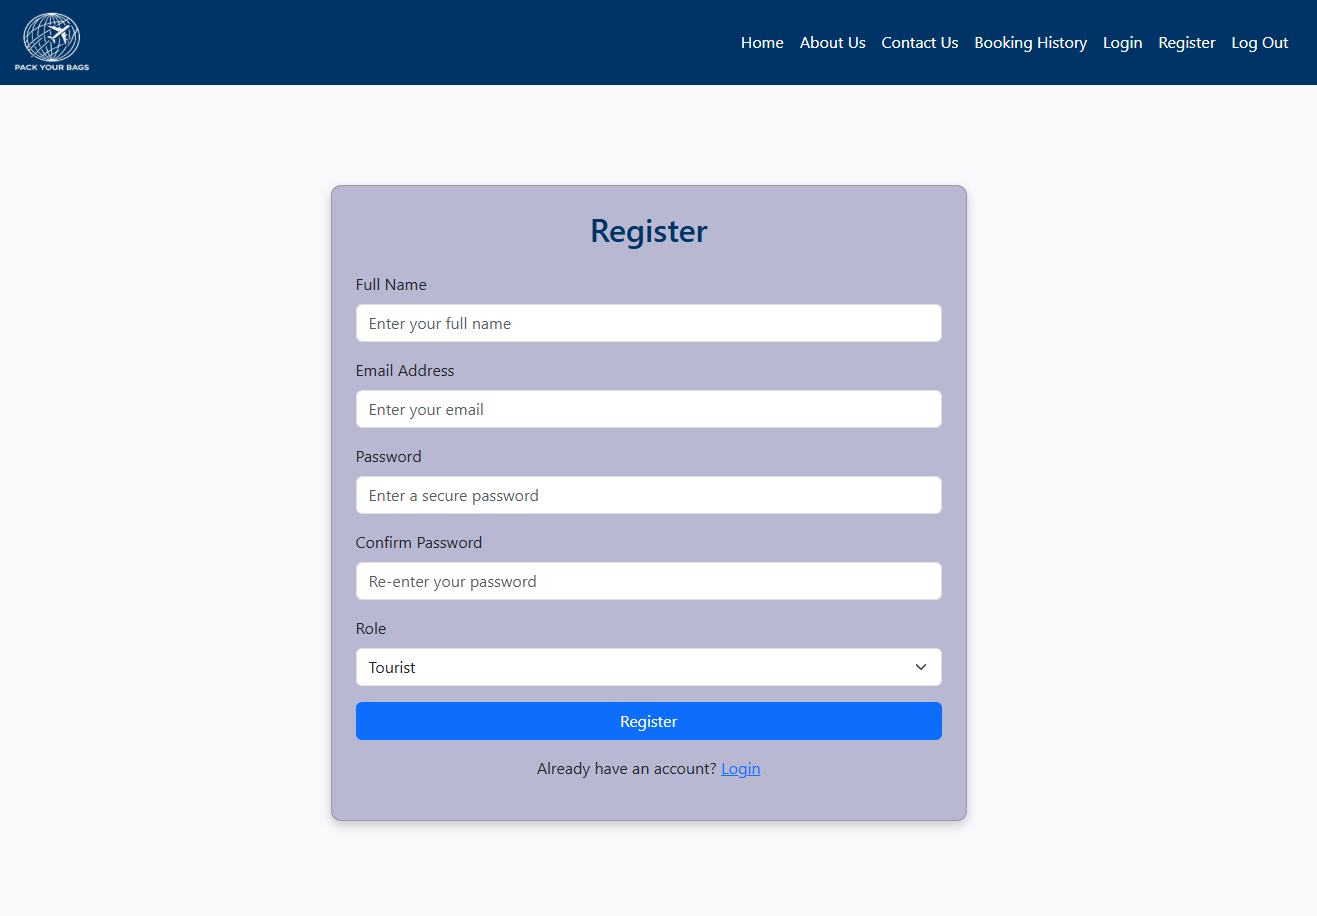 PACK YOUR BAGS
Home About Us Contact Us Booking History Login Register Log Out
Register
Full Name
Enter your full name
Email Address
Enter your email
Password
Enter a secure password
Confirm Password
Re-enter your password
Role
Tourist
Register
Already have an account? Login